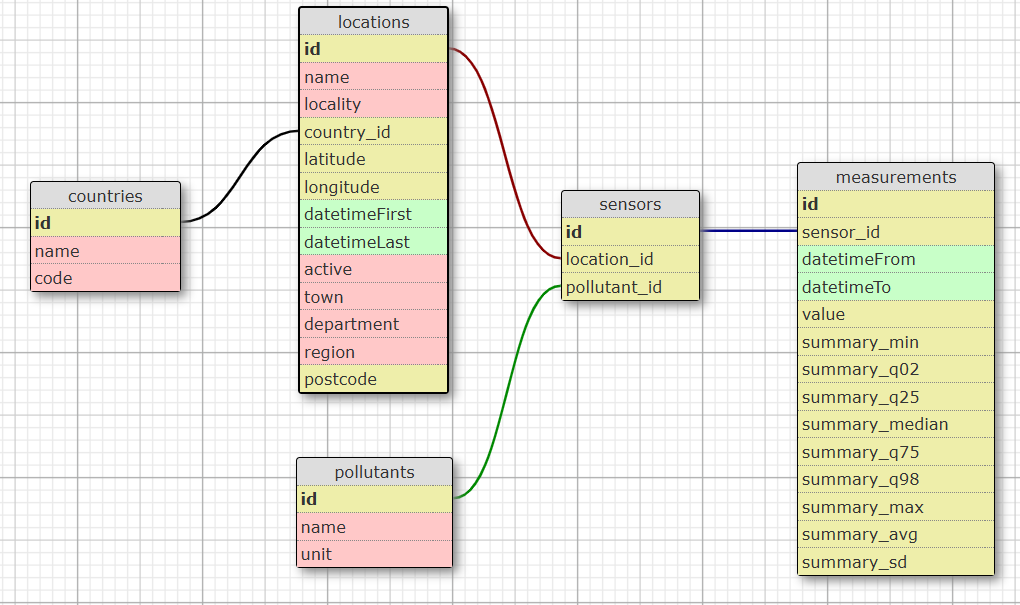 locations
id
name
locality
country_id
latitude
longitude
datetimeFirst
datetimeLast
active
town
department
region
postcode
countries
id
name
code
sensors
id
location_id
pollutant_id
measurements
id
sensor_id
datetimeFrom
datetimeTo
value
summary_min
summary_q02
summary_q25
summary_median
summary_q75
summary_q98
summary_max
summary_avg
summary_sd
pollutants
id
name
unit